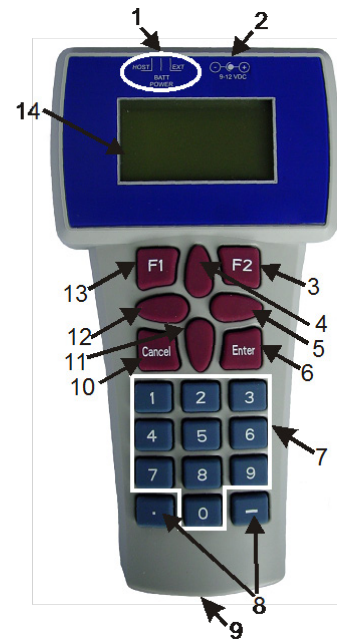 1
2
HOST EXT
BATT
POWER
- +
9-12 VDC
14
F1
F2
13
3
4
12
5
11
Cancel
Enter
10
6
1 2 3
4 5 6
7
7 8 9
. 0 –
8
9